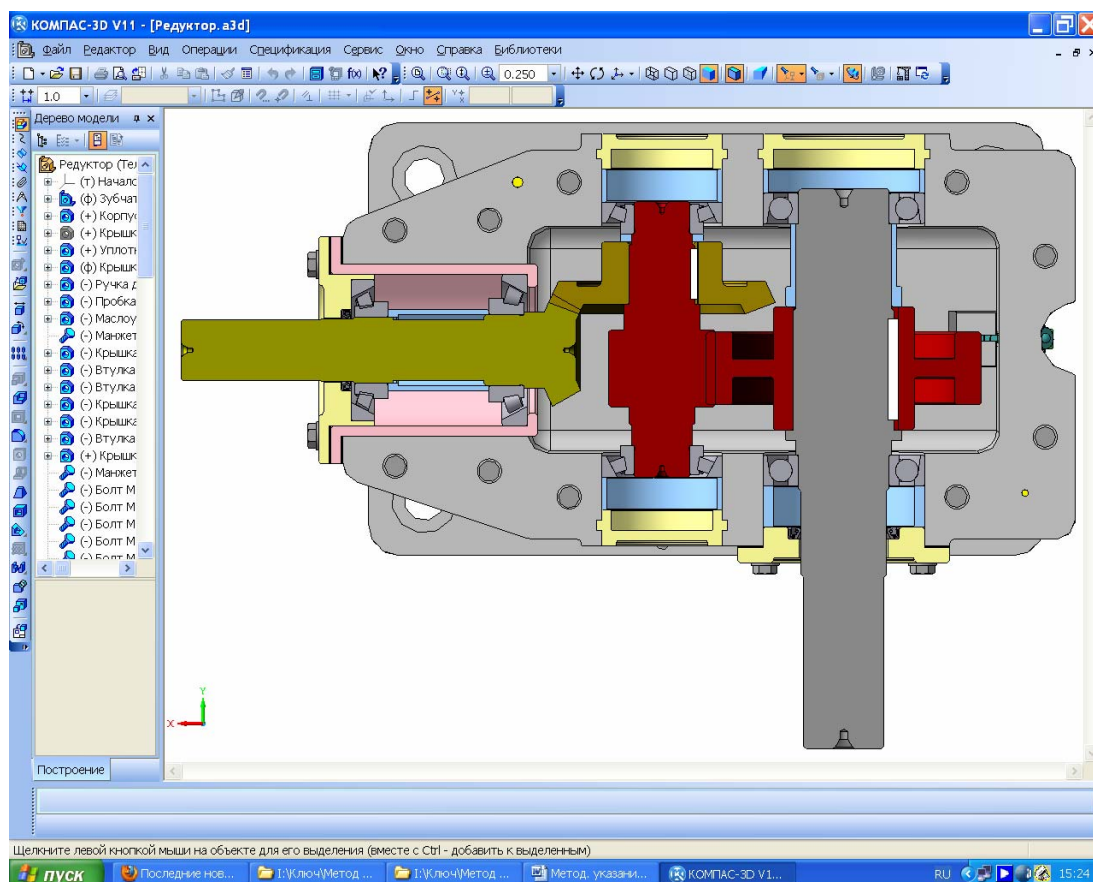 КОМПАС-3D V11 - [Редуктор.a3d]
Файл Редактор Вид Операции Спецификация Сервис Окно Справка Библиотеки
0.250
1.0
Дерево модели
Редуктор (Тел
(т) Начало
(ф) Зубчат
(+) Корпус
(+) Крышк
(+) Уплотн
(ф) Крышк
(-) Ручка д
(-) Пробка
(-) Маслоу
(-) Манжет
(-) Крышка
(-) Втулка
(-) Втулка
(-) Крышка
(-) Крышка
(-) Втулка
(+) Крышк
(-) Манжет
(-) Болт М
(-) Болт М
(-) Болт М
(-) Болт М
(-) Болт М
Y
X
Построение
Щелкните левой кнопкой мыши на объекте для его выделения (вместе с Ctrl - добавить к выделенным)
пуск Последние нов... I:\Ключ\Метод ... I:\Ключ\Метод ... Метод. указани... КОМПАС-3D V1... RU 15:24